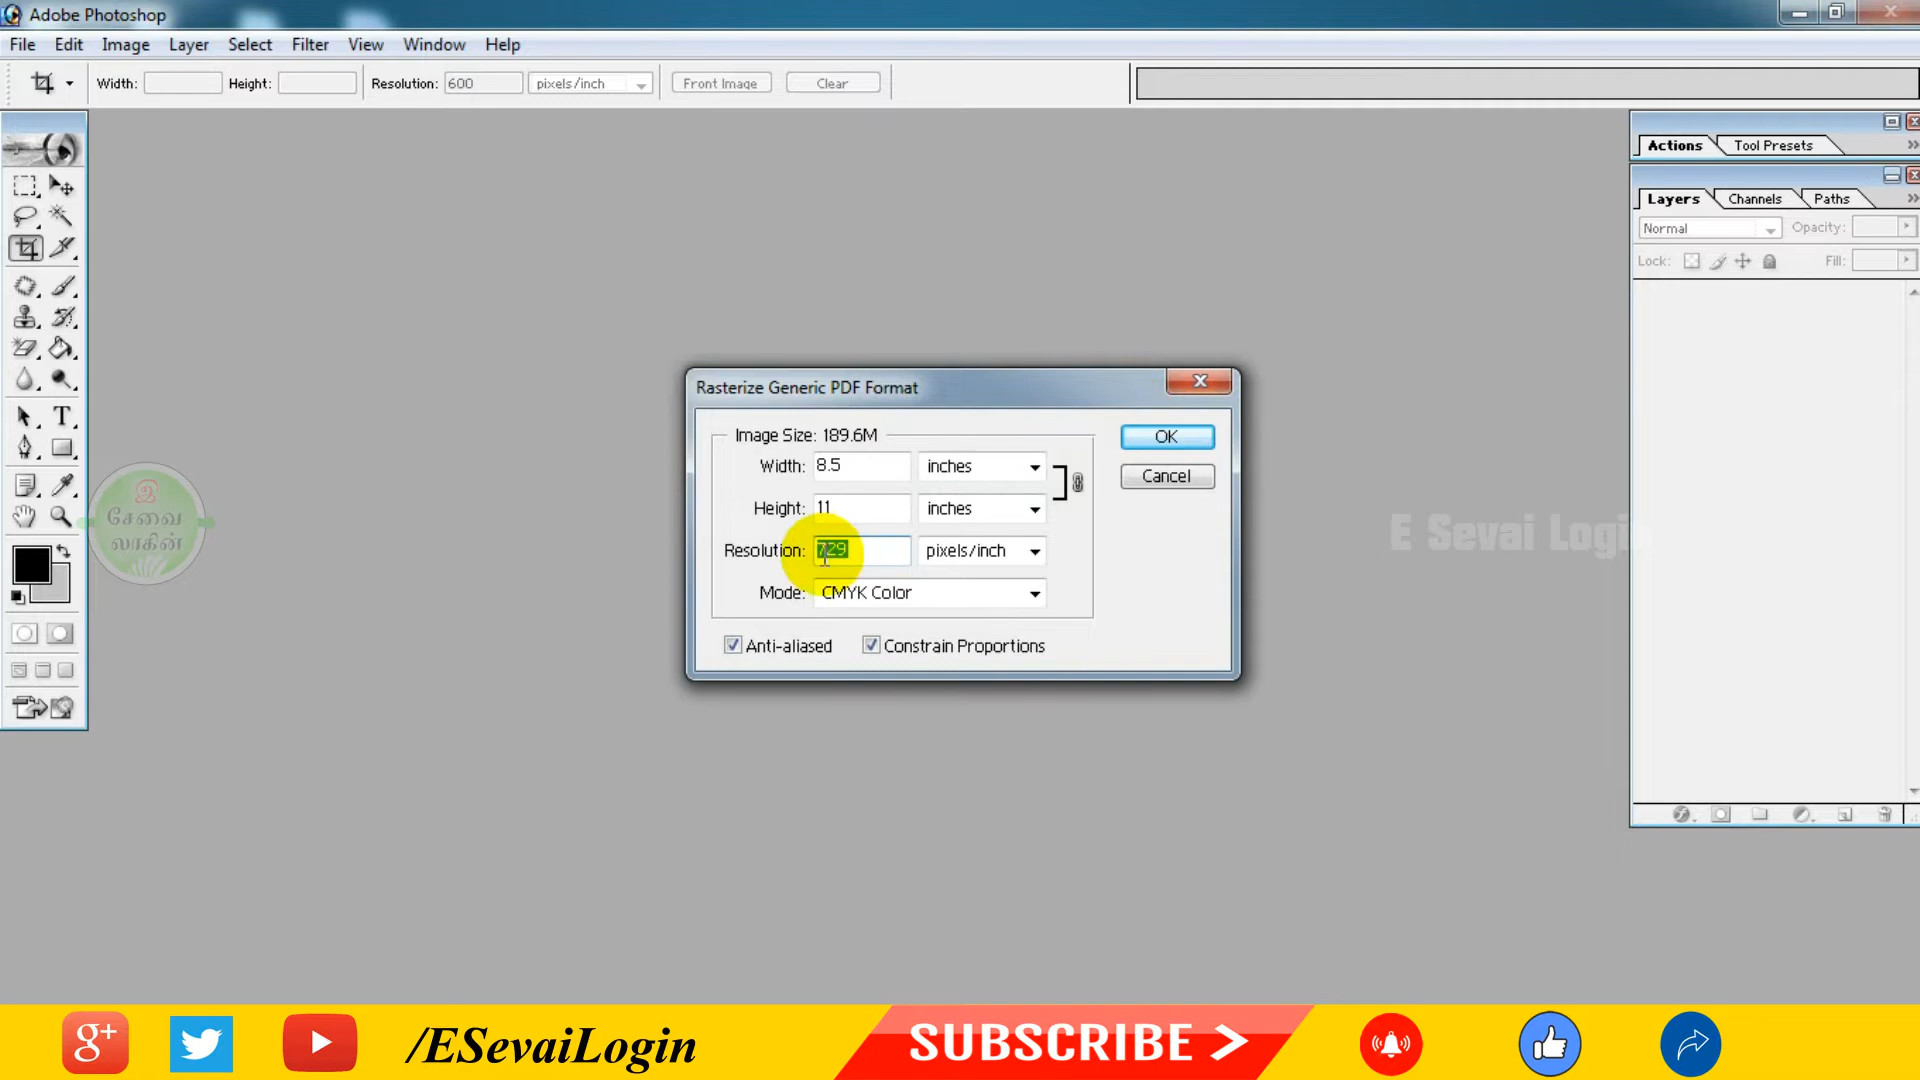 Adobe Photoshop
File Edit Image Layer Select Filter View Window Help
Width: Height: Resolution: 600 pixels/inch Front Image Clear
Actions Tool Presets
Layers Channels Paths
Normal Opacity:
Lock: Fill:
T
Rasterize Generic PDF Format
Image Size: 189.6M
Width: 8.5 inches
Height: 11 inches
Resolution: 729 pixels/inch
Mode: CMYK Color
Anti-aliased Constrain Proportions
OK
Cancel
இ
சேவை
லாகின்
E Sevai Login
g+ /ESevaiLogin SUBSCRIBE